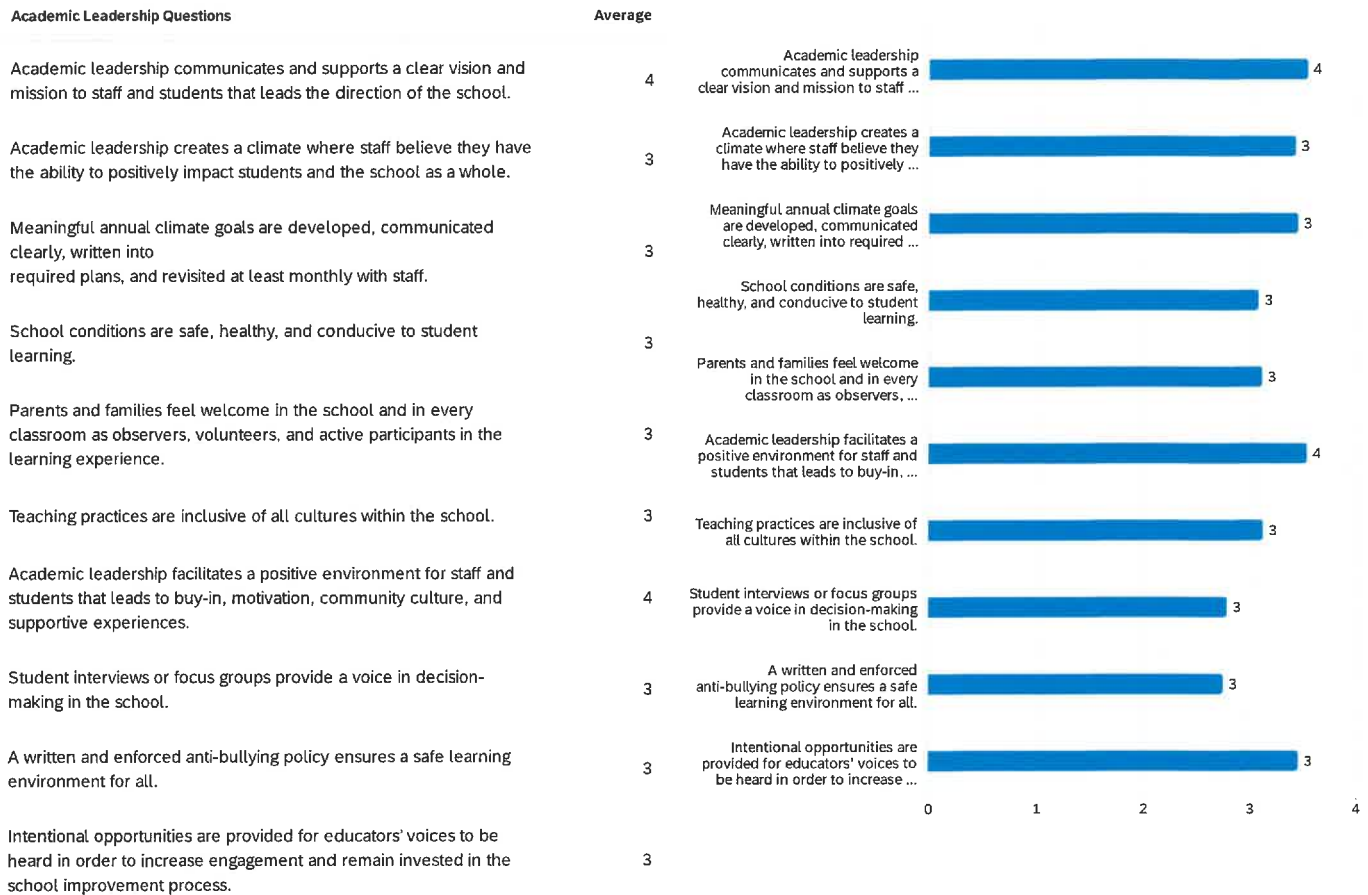 Academic Leadership Questions Average
Academic leadership communicates and supports a clear vision and
mission to staff and students that leads the direction of the school.
4
Academic leadership creates a climate where staff believe they have
the ability to positively impact students and the school as a whole.
3
Meaningful annual climate goals are developed, communicated
clearly, written into
required plans, and revisited at least monthly with staff.
3
School conditions are safe, healthy, and conducive to student
learning.
3
Parents and families feel welcome in the school and in every
classroom as observers, volunteers, and active participants in the
learning experience.
3
Teaching practices are inclusive of all cultures within the school.
3
Academic leadership facilitates a positive environment for staff and
students that leads to buy-in, motivation, community culture, and
supportive experiences.
4
Student interviews or focus groups provide a voice in decision-
making in the school.
3
A written and enforced anti-bullying policy ensures a safe learning
environment for all.
3
Intentional opportunities are provided for educators' voices to be
heard in order to increase engagement and remain invested in the
school improvement process.
3
Academic leadership
communicates and supports a
clear vision and mission to staff ...
4
Academic leadership creates a
climate where staff believe they
have the ability to positively ...
3
Meaningful annual climate goals
are developed, communicated
clearly, written into required ...
3
School conditions are safe,
healthy, and conducive to student
learning.
3
Parents and families feel welcome
in the school and in every
classroom as observers, ...
3
Academic leadership facilitates a
positive environment for staff and
students that leads to buy-in, ...
4
Teaching practices are inclusive of
all cultures within the school.
3
Student interviews or focus groups
provide a voice in decision-making
in the school.
3
A written and enforced
anti-bullying policy ensures a safe
learning environment for all.
3
Intentional opportunities are
provided for educators' voices to
be heard in order to increase ...
3
0 1 2 3 4